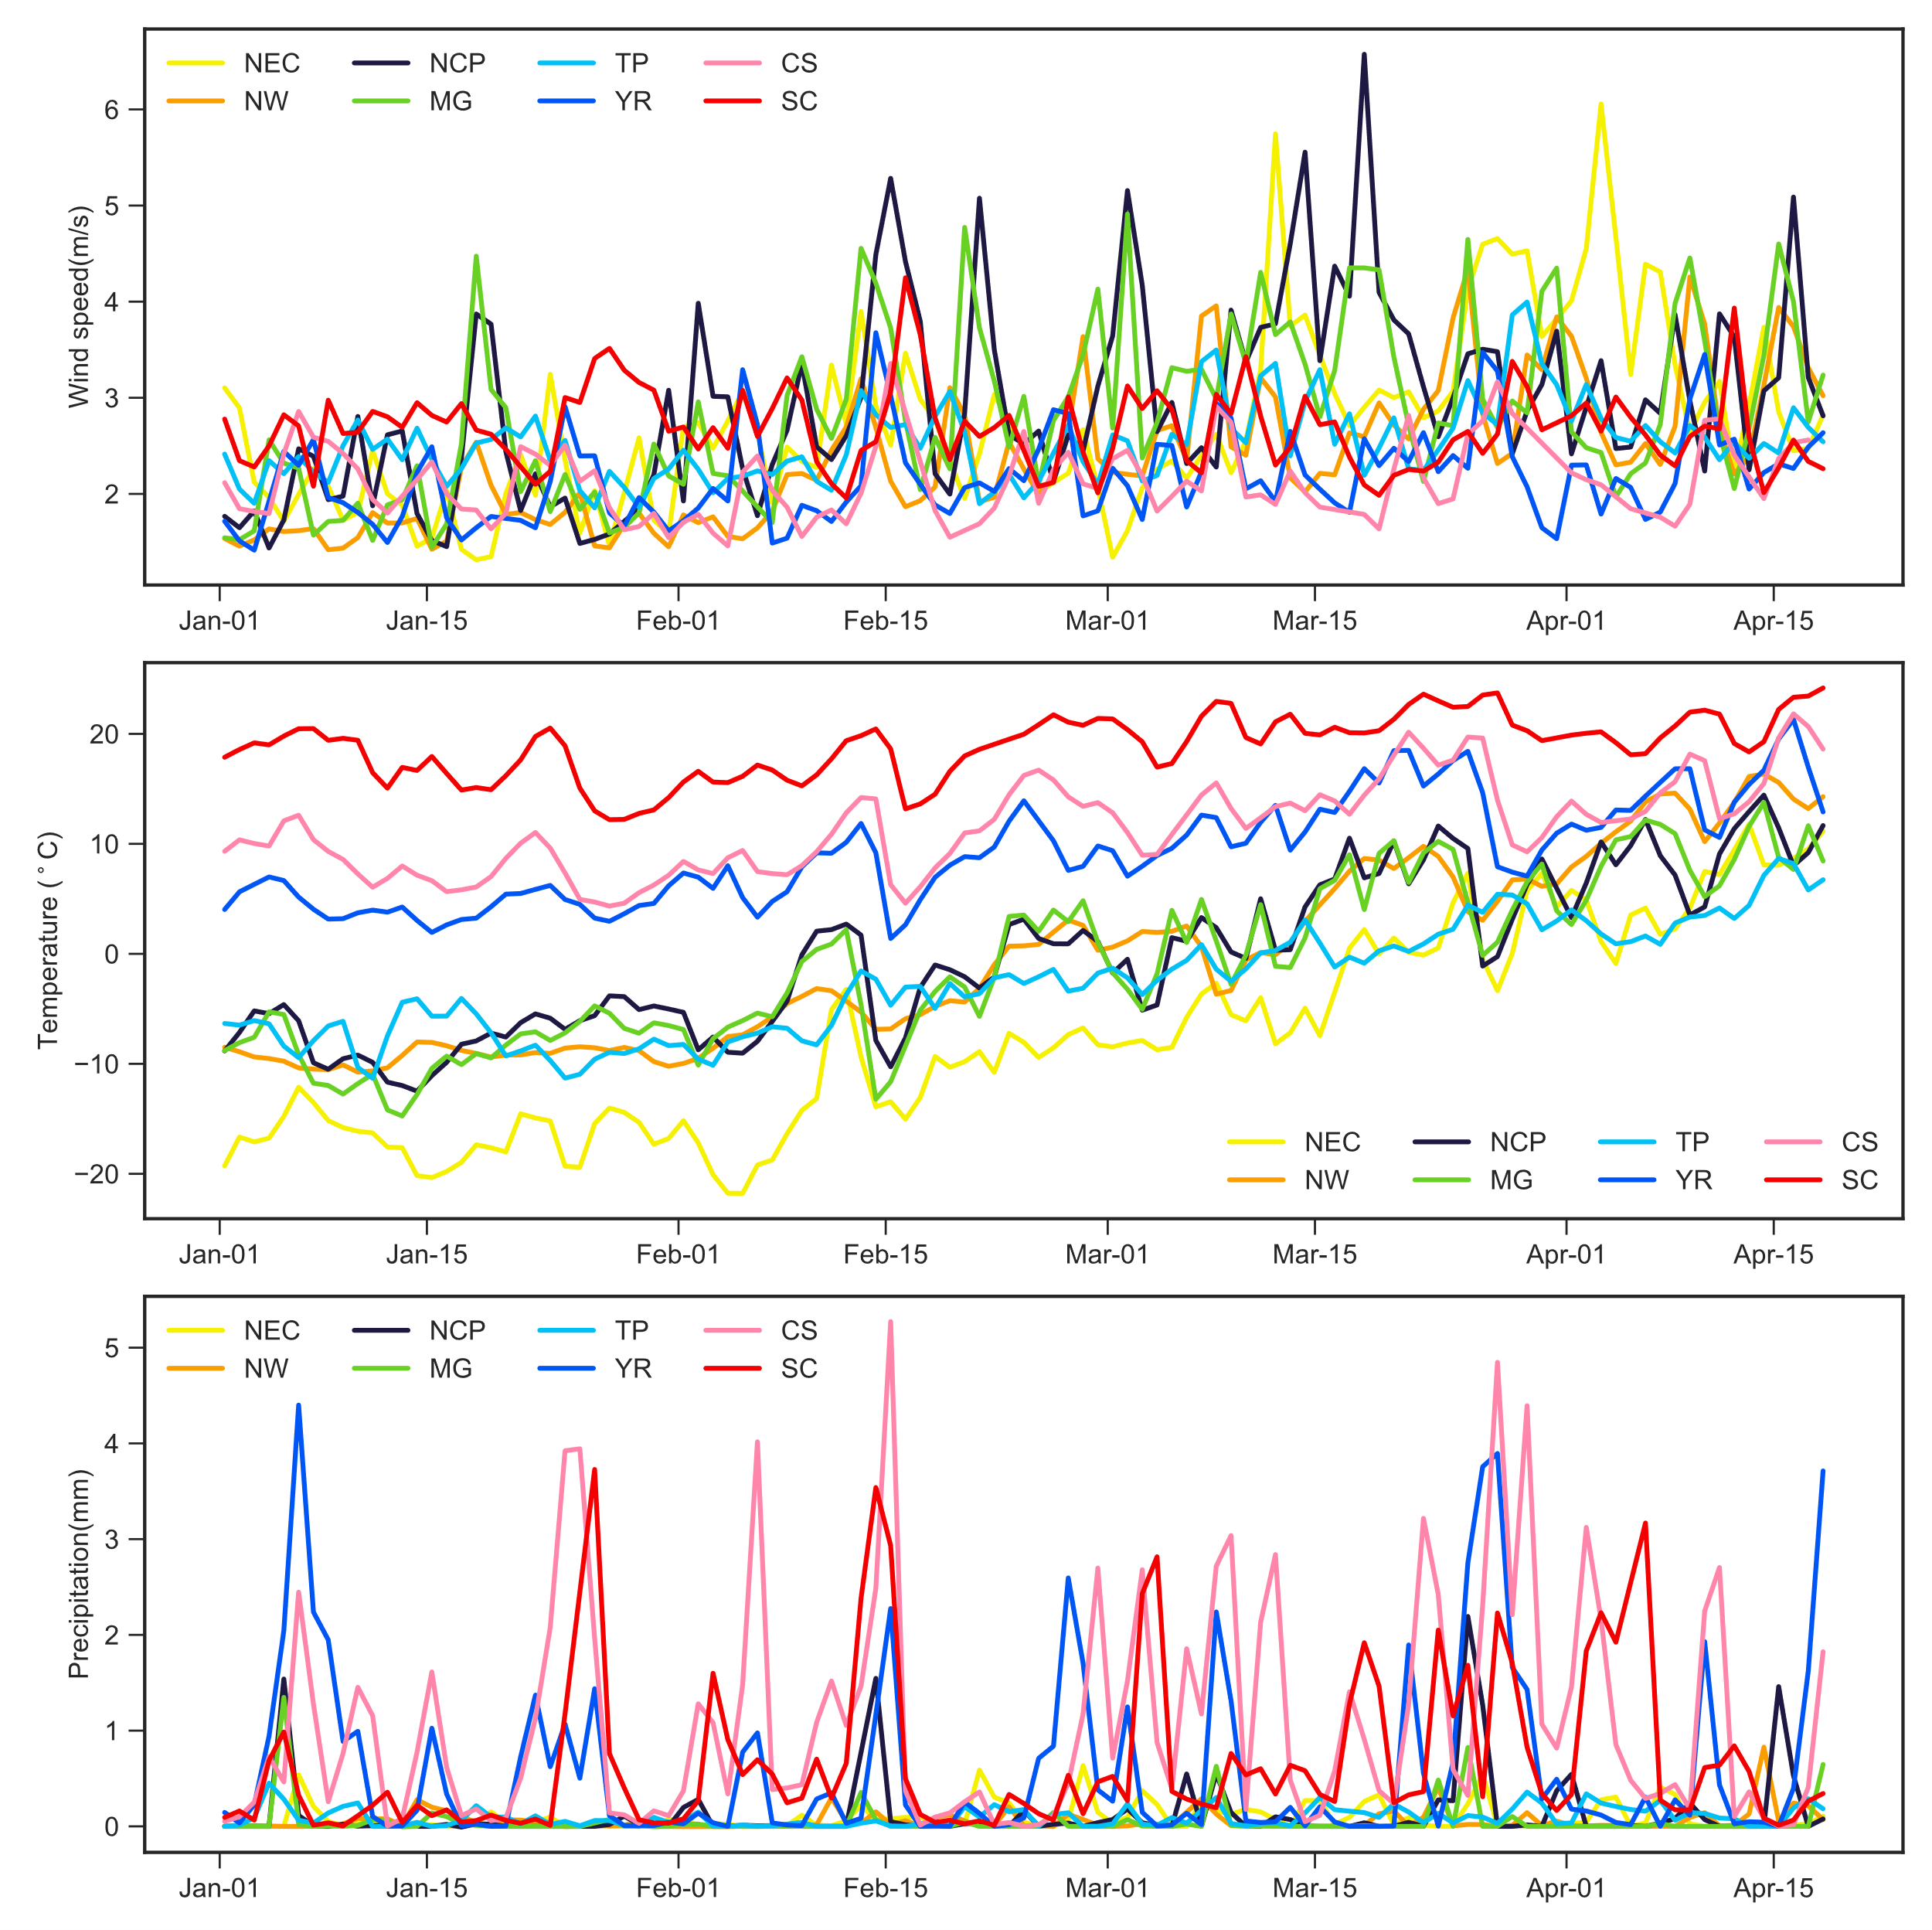 NEC NCP TP CS
NW MG YR SC
6
5
4
3
2
Wind speed(m/s)
Jan-01 Jan-15 Feb-01 Feb-15 Mar-01 Mar-15 Apr-01 Apr-15
20
10
0
−10
−20
Temperature (°C)
NEC NCP TP CS
NW MG YR SC
Jan-01 Jan-15 Feb-01 Feb-15 Mar-01 Mar-15 Apr-01 Apr-15
NEC NCP TP CS
NW MG YR SC
5
4
3
2
1
0
Precipitation(mm)
Jan-01 Jan-15 Feb-01 Feb-15 Mar-01 Mar-15 Apr-01 Apr-15